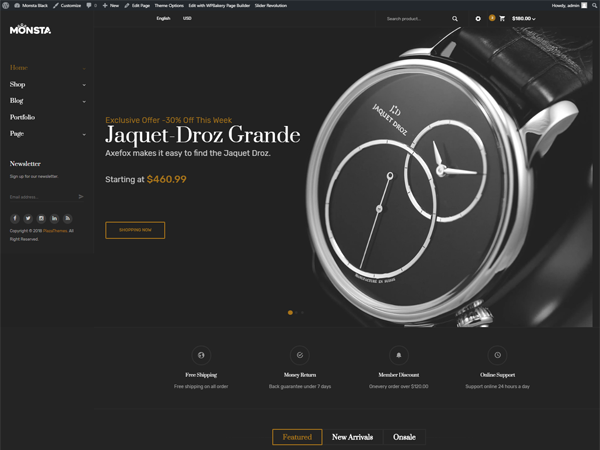 Monsta Black Customise 0 New Edit Page Theme Options Edit with WPBakery Page Builder Slider Revolution Howdy, admin
MONSTA.
English USD Search product... $180.00
Home
Shop
Blog
Portfolio
Page
Newsletter
Sign up for our newsletter.
Email address...
Copyright © 2018 PlazaThemes. All
Right Reserved.
Exclusive Offer -30% Off This Week
Jaquet-Droz Grande
Axefox makes it easy to find the Jaquet Droz.
Starting at $460.99
SHOPPING NOW
JD
JAQUET DROZ
MANUFACTURE EN SUISSE
Free Shipping
Free shipping on all order
Money Return
Back guarantee under 7 days
Member Discount
Onevery order over $120.00
Online Support
Support online 24 hours a day
Featured
New Arrivals
Onsale